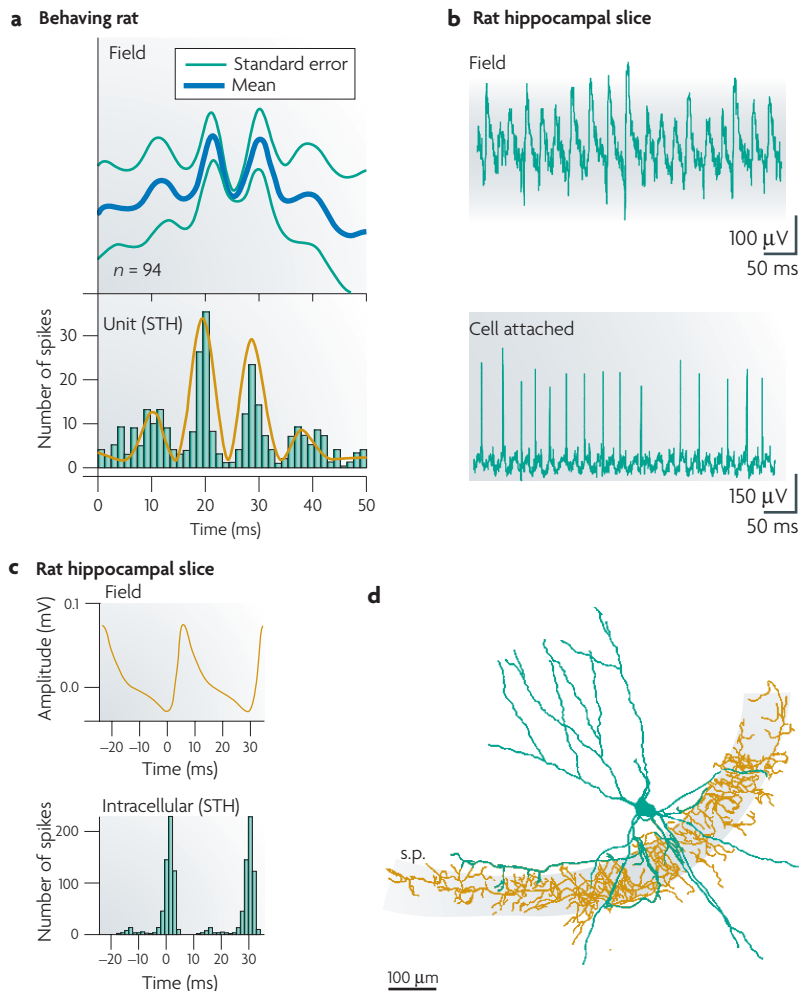 a Behaving rat
Field
Standard error
Mean
n = 94
Unit (STH)
Number of spikes
30
20
10
0
0 10 20 30 40 50
Time (ms)
b Rat hippocampal slice
Field
100 µV
50 ms
Cell attached
150 µV
50 ms
c Rat hippocampal slice
Field
Amplitude (mV)
0.1
0.0
–20 –10 0 10 20 30
Time (ms)
Intracellular (STH)
Number of spikes
200
100
0
–20 –10 0 10 20 30
Time (ms)
d
s.p.
100 µm